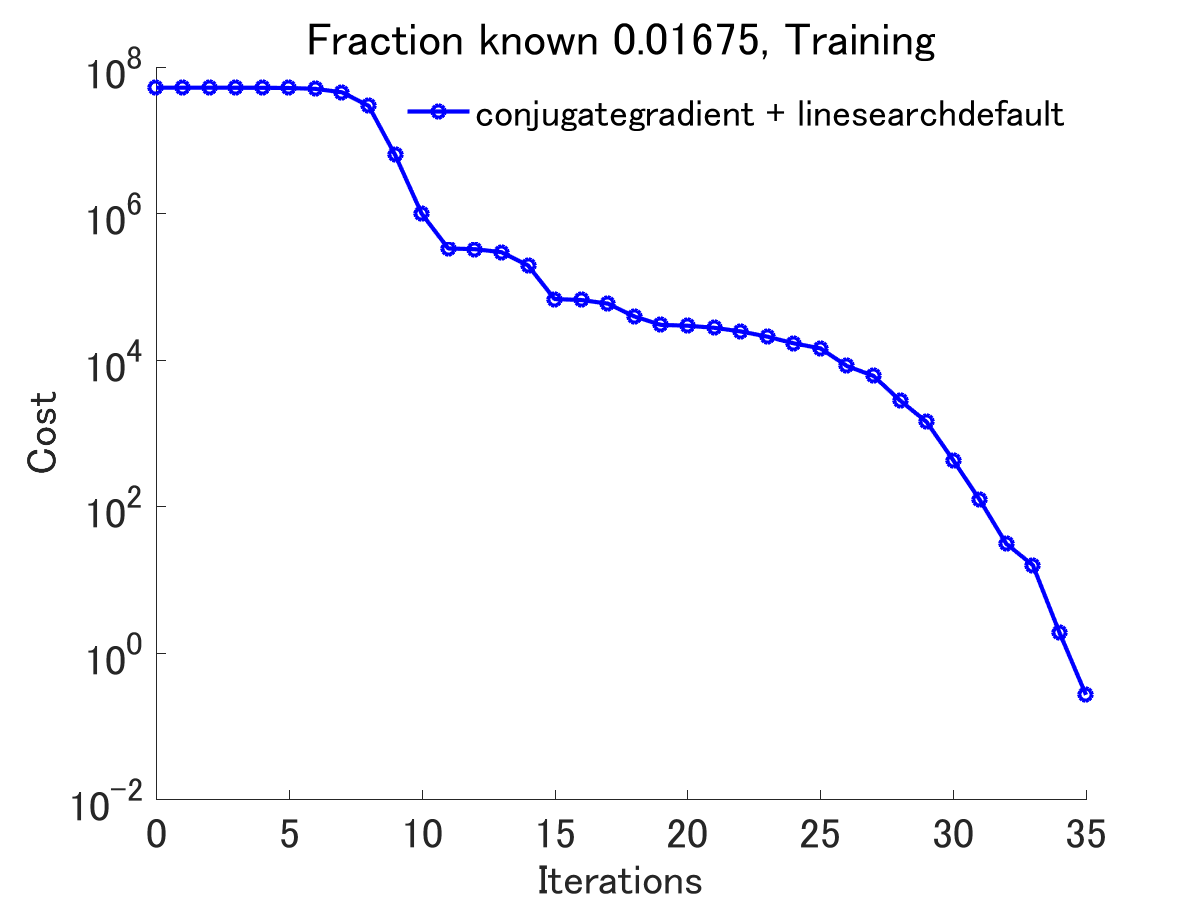 Fraction known 0.01675, Training
conjugategradient + linesearchdefault
10^8
10^6
10^4
10^2
10^0
10^-2
Cost
0 5 10 15 20 25 30 35
Iterations